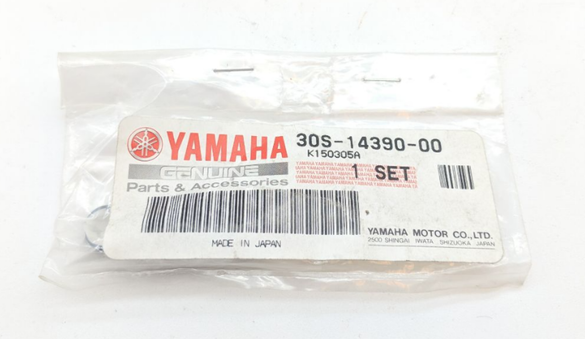 YAMAHA 30S-14390-00
K150305A
GENUINE
Parts & Accessories
1 SET
MADE IN JAPAN
YAMAHA MOTOR CO.,LTD.
2500 SHINGAI IWATA SHIZUOKA JAPAN